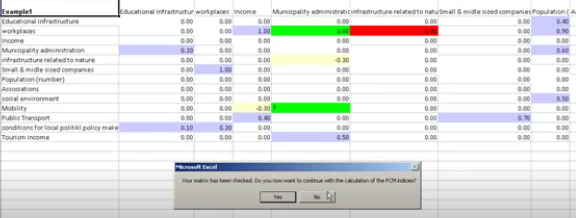 Example1 Educational Infrastructur workplaces Income Municipality administratic infrastructure related to natu Small & midle sized companies Population (
Educational Infrastructure 0.00 0.00 0.00 0.00 0.00 0.00 0.40
workplaces 0.00 0.00 1.00 0.00 0.00 0.90
Income 0.00 0.00 0.00 0.00 0.00 0.00 0.00
Municipality administration 0.20 0.00 0.00 0.00 0.00 0.00 0.60
infrastructure related to nature 0.00 0.00 0.00 -0.30 0.00 0.00 0.00
Small & midle sized companies 0.00 1.00 0.00 0.00 0.00 0.00 0.00
Population (number) 0.00 0.00 0.00 0.00 0.00 0.00 0.00
Associations 0.00 0.00 0.00 0.00 0.00 0.00 0.00
social environment 0.00 0.00 0.00 0.00 0.00 0.00 0.50
Mobility 0.00 0.00 -0.30 ? 0.00 0.00 0.00
Public Transport 0.00 0.00 0.40 0.00 0.00 0.70 0.00
conditions for local politikl policy make 0.10 0.30 0.00 0.00 0.00 0.00 0.00
Tourism income 0.00 0.00 0.00 0.50 0.00 0.00 0.00
Microsoft Excel
Your matrix has been checked. Do you now want to continue with the calculation of the FCM indicies?
Yes No